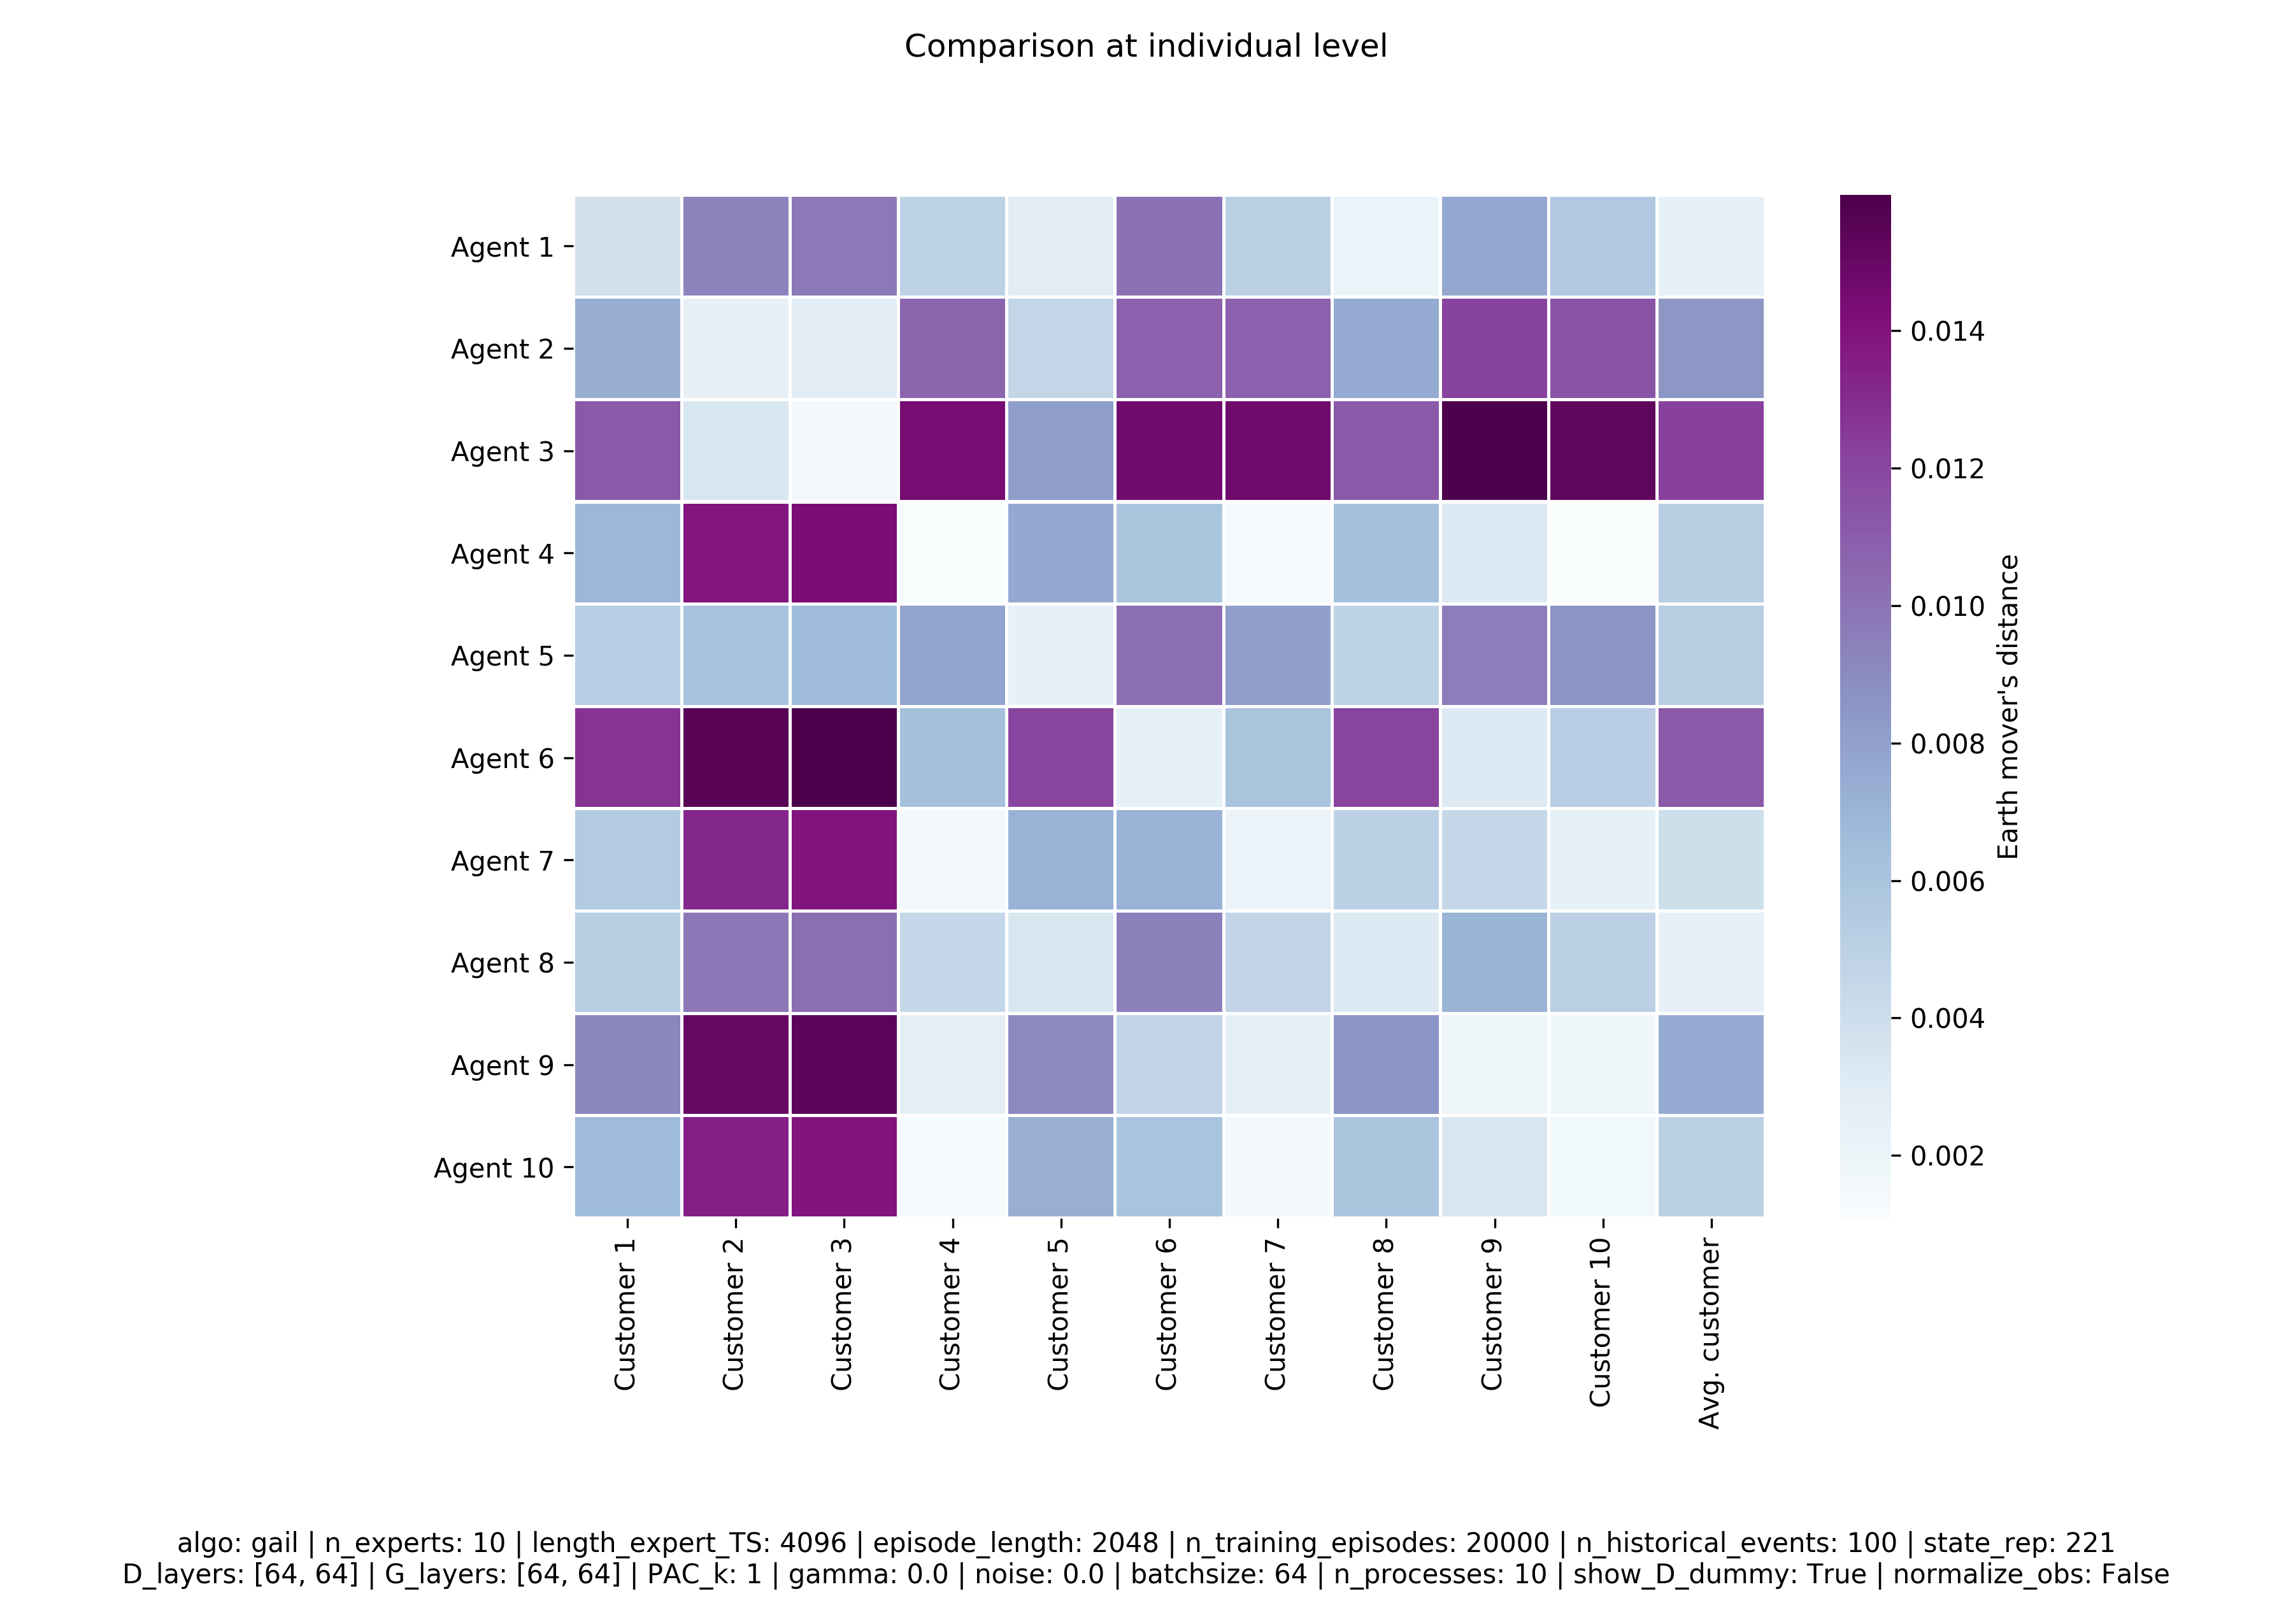 Comparison at individual level
Agent 1
Agent 2
Agent 3
Agent 4
Agent 5
Agent 6
Agent 7
Agent 8
Agent 9
Agent 10
Customer 1
Customer 2
Customer 3
Customer 4
Customer 5
Customer 6
Customer 7
Customer 8
Customer 9
Customer 10
Avg. customer
0.014
0.012
0.010
0.008
0.006
0.004
0.002
Earth mover's distance
algo: gail | n_experts: 10 | length_expert_TS: 4096 | episode_length: 2048 | n_training_episodes: 20000 | n_historical_events: 100 | state_rep: 221
D_layers: [64, 64] | G_layers: [64, 64] | PAC_k: 1 | gamma: 0.0 | noise: 0.0 | batchsize: 64 | n_processes: 10 | show_D_dummy: True | normalize_obs: False